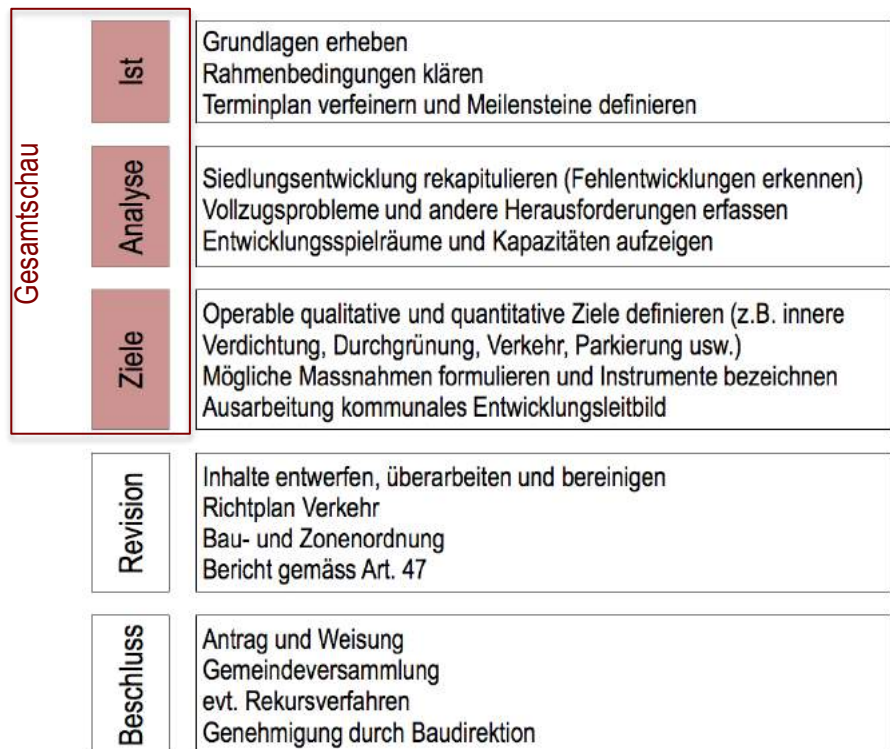 Gesamtschau
Ist
Grundlagen erheben
Rahmenbedingungen klären
Terminplan verfeinern und Meilensteine definieren
Analyse
Siedlungsentwicklung rekapitulieren (Fehlentwicklungen erkennen)
Vollzugsprobleme und andere Herausforderungen erfassen
Entwicklungsspielräume und Kapazitäten aufzeigen
Ziele
Operable qualitative und quantitative Ziele definieren (z.B. innere
Verdichtung, Durchgrünung, Verkehr, Parkierung usw.)
Mögliche Massnahmen formulieren und Instrumente bezeichnen
Ausarbeitung kommunales Entwicklungsleitbild
Revision
Inhalte entwerfen, überarbeiten und bereinigen
Richtplan Verkehr
Bau- und Zonenordnung
Bericht gemäss Art. 47
Beschluss
Antrag und Weisung
Gemeindeversammlung
evt. Rekursverfahren
Genehmigung durch Baudirektion